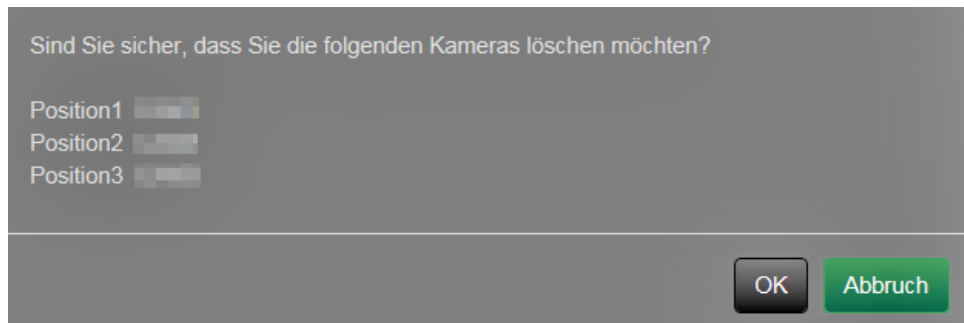 Sind Sie sicher, dass Sie die folgenden Kameras löschen möchten?
Position1
Position2
Position3
OK
Abbruch